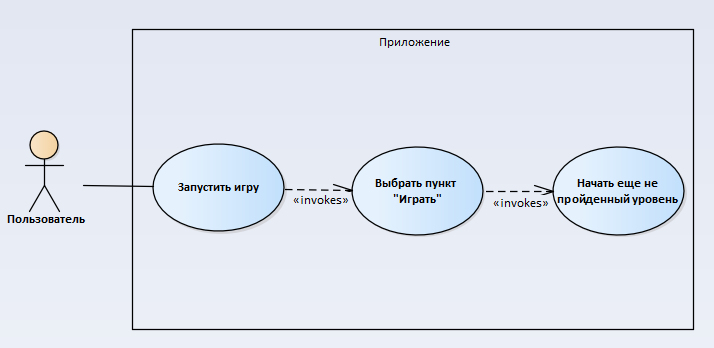 Приложение
Пользователь
Запустить игру
«invokes»
Выбрать пункт
"Играть"
«invokes»
Начать еще не
пройденный уровень